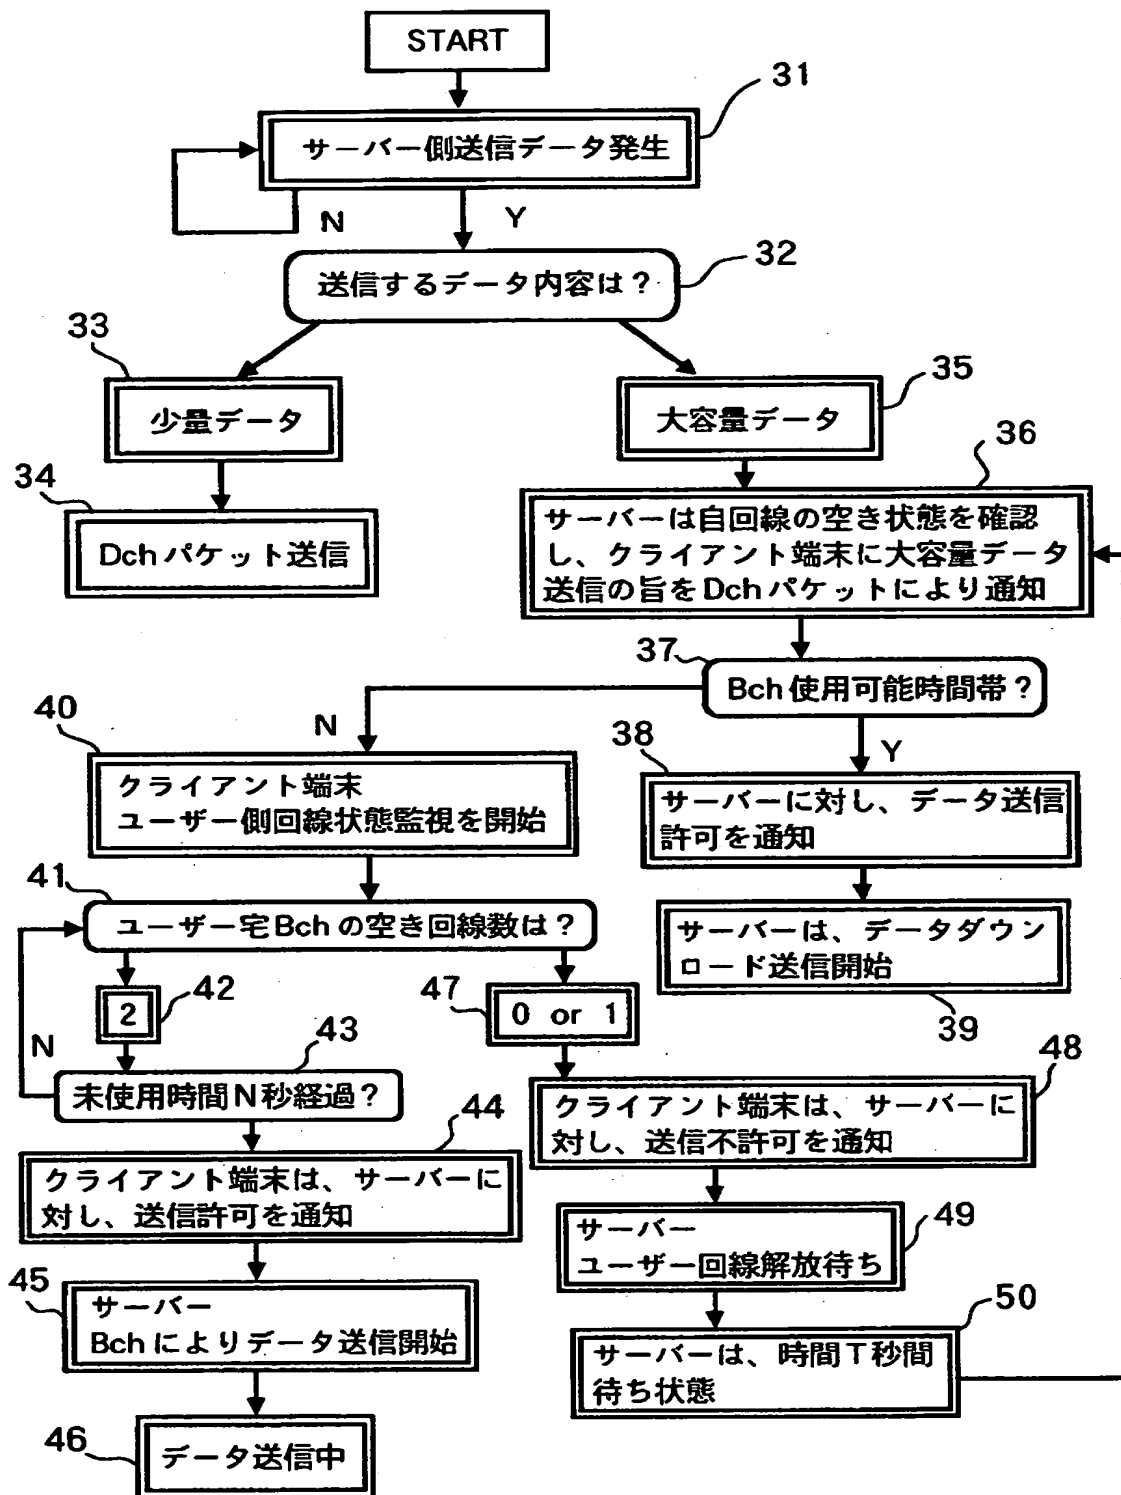 START
31
サーバー側送信データ発生
N
Y
32
送信するデータ内容は？
33
少量データ
34
Dchパケット送信
35
大容量データ
36
サーバーは自回線の空き状態を確認
し、クライアント端末に大容量データ
送信の旨をDchパケットにより通知
37
Bch使用可能時間帯？
N
Y
38
サーバーに対し、データ送信
許可を通知
サーバーは、データダウン
ロード送信開始
39
40
クライアント端末
ユーザー側回線状態監視を開始
41
ユーザー宅Bchの空き回線数は？
2
42
N
43
未使用時間N秒経過？
44
クライアント端末は、サーバーに
対し、送信許可を通知
45
サーバー
Bchによりデータ送信開始
46
データ送信中
47
0 or 1
48
クライアント端末は、サーバーに
対し、送信不許可を通知
49
サーバー
ユーザー回線解放待ち
50
サーバーは、時間T秒間
待ち状態